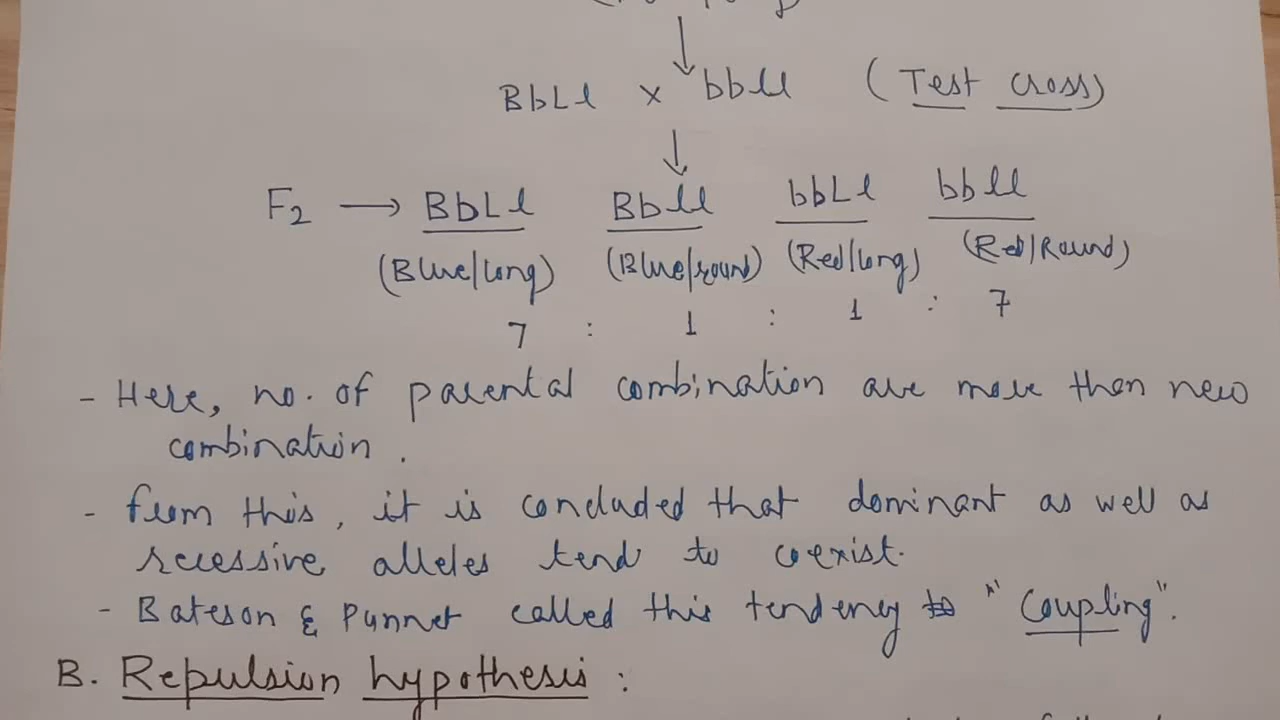 BbLl x bbll (Test cross)
F2 → BbLl Bbll bbLl bbll
(Blue/long) (Blue/round) (Red/long) (Red/Round)
7 : 1 : 1 : 7
- Here, no. of parental combination are more then new
combination.
- from this, it is concluded that dominant as well as
recessive alleles tend to coexist.
- Bateson & Punnet called this tendency "Coupling".
B. Repulsion hypothesis :